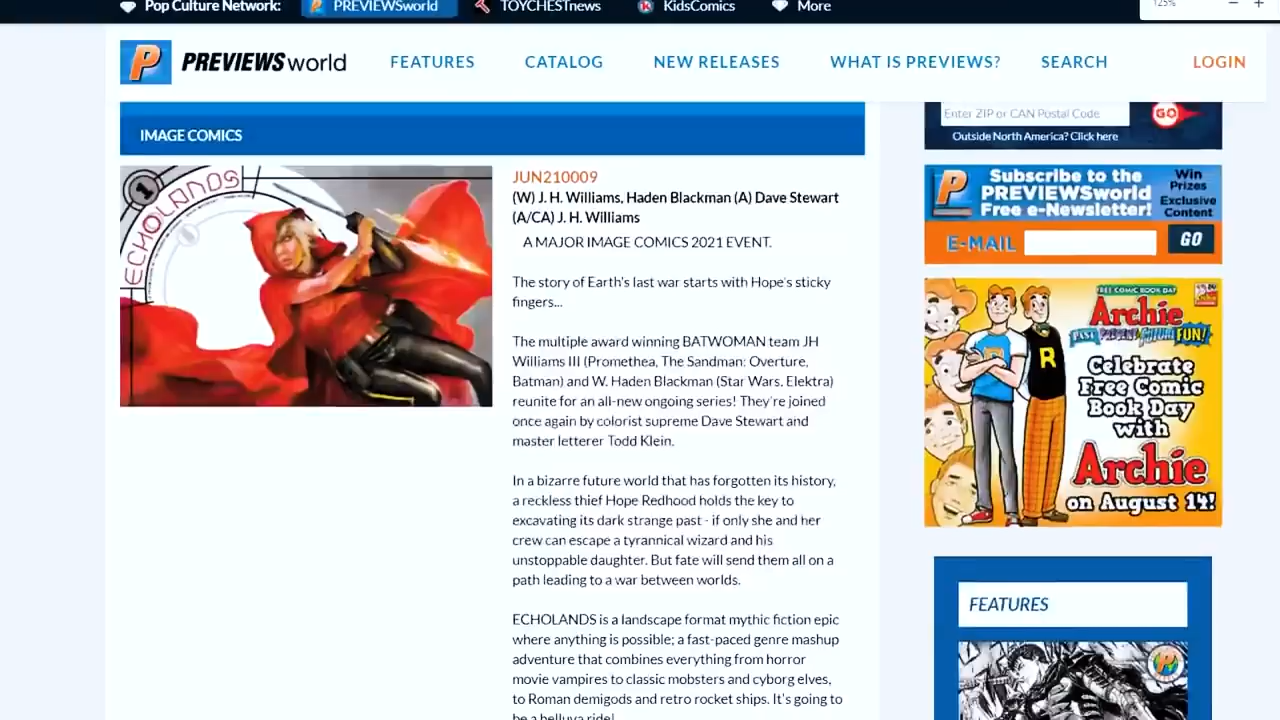 Pop Culture Network:
PREVIEWSworld
TOYCHESTnews
KidsComics
More
125%
PREVIEWSworld
FEATURES
CATALOG
NEW RELEASES
WHAT IS PREVIEWS?
SEARCH
LOGIN
IMAGE COMICS
1
ECHOLANDS
ECHOLANDS
JUN210009
(W) J. H. Williams, Haden Blackman (A) Dave Stewart
(A/CA) J. H. Williams
A MAJOR IMAGE COMICS 2021 EVENT.
The story of Earth's last war starts with Hope's sticky
fingers...
The multiple award winning BATWOMAN team JH
Williams III (Promethea, The Sandman: Overture,
Batman) and W. Haden Blackman (Star Wars, Elektra)
reunite for an all-new ongoing series! They're joined
once again by colorist supreme Dave Stewart and
master letterer Todd Klein.
In a bizarre future world that has forgotten its history,
a reckless thief Hope Redhood holds the key to
excavating its dark strange past - if only she and her
crew can escape a tyrannical wizard and his
unstoppable daughter. But fate will send them all on a
path leading to a war between worlds.
ECHOLANDS is a landscape format mythic fiction epic
where anything is possible; a fast-paced genre mashup
adventure that combines everything from horror
movie vampires to classic mobsters and cyborg elves,
to Roman demigods and retro rocket ships. It's going to
be a helluva ride!
Enter ZIP or CAN Postal Code
GO
Outside North America? Click here
P
Subscribe to the
PREVIEWSworld
Free e-Newsletter!
Win
Prizes
Exclusive
Content
E-MAIL
GO
FREE COMIC BOOK DAY
Archie
PAST PRESENT FUTURE FUN!
R
Celebrate
Free Comic
Book Day
with
Archie
on August 14!
FEATURES
P